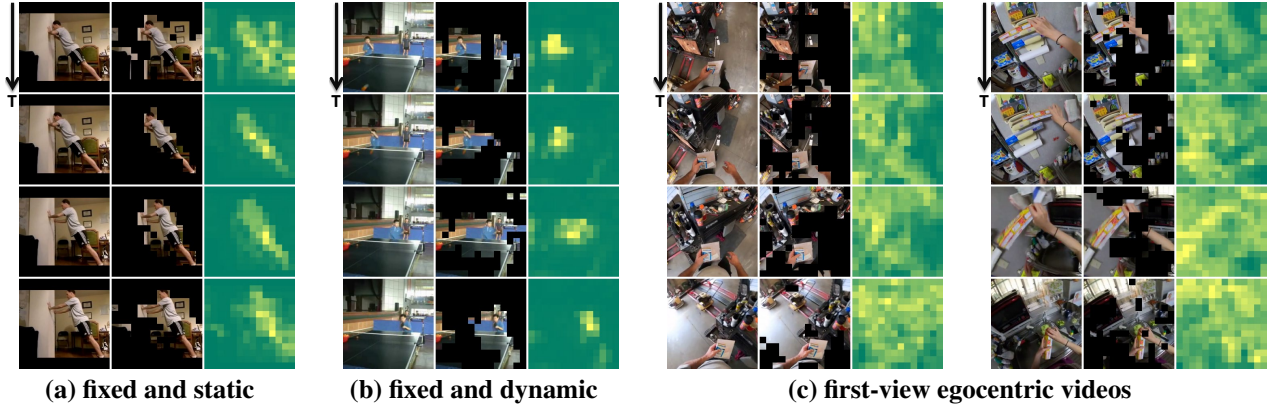 T
T
T
T
(a) fixed and static
(b) fixed and dynamic
(c) first-view egocentric videos